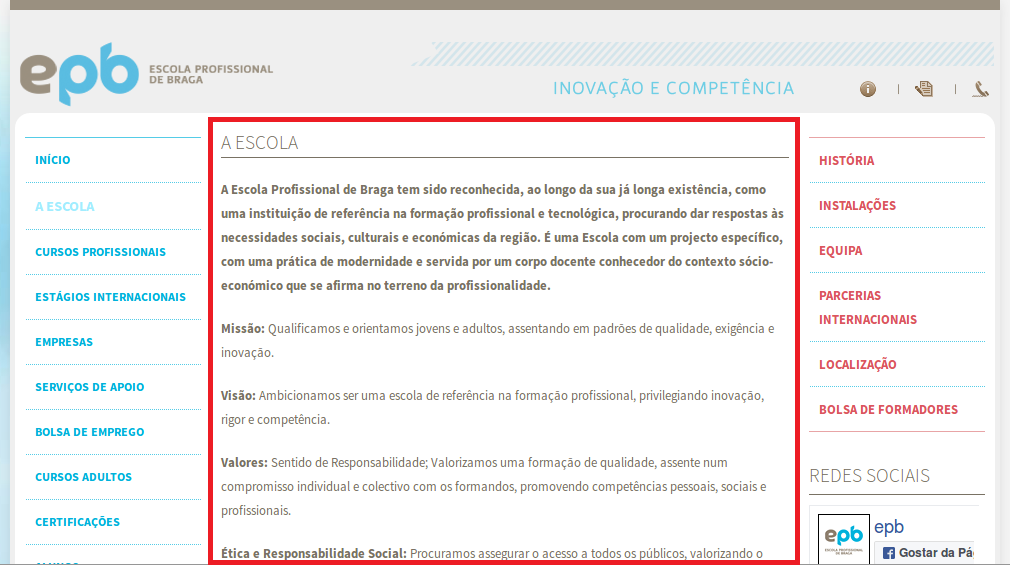 epb ESCOLA PROFISSIONAL
DE BRAGA
INOVAÇÃO E COMPETÊNCIA
INÍCIO
A ESCOLA
CURSOS PROFISSIONAIS
ESTÁGIOS INTERNACIONAIS
EMPRESAS
SERVIÇOS DE APOIO
BOLSA DE EMPREGO
CURSOS ADULTOS
CERTIFICAÇÕES
A ESCOLA
A Escola Profissional de Braga tem sido reconhecida, ao longo da sua já longa existência, como
uma instituição de referência na formação profissional e tecnológica, procurando dar respostas às
necessidades sociais, culturais e económicas da região. É uma Escola com um projecto específico,
com uma prática de modernidade e servida por um corpo docente conhecedor do contexto sócio-
económico que se afirma no terreno da profissionalidade.
Missão: Qualificamos e orientamos jovens e adultos, assentando em padrões de qualidade, exigência e
inovação.
Visão: Ambicionamos ser uma escola de referência na formação profissional, privilegiando inovação,
rigor e competência.
Valores: Sentido de Responsabilidade; Valorizamos uma formação de qualidade, assente num
compromisso individual e colectivo com os formandos, promovendo competências pessoais, sociais e
profissionais.
Ética e Responsabilidade Social: Procuramos assegurar o acesso a todos os públicos, valorizando o
HISTÓRIA
INSTALAÇÕES
EQUIPA
PARCERIAS
INTERNACIONAIS
LOCALIZAÇÃO
BOLSA DE FORMADORES
REDES SOCIAIS
epb
ESCOLA PROFISSIONAL
DE BRAGA
epb
Gostar da Pá